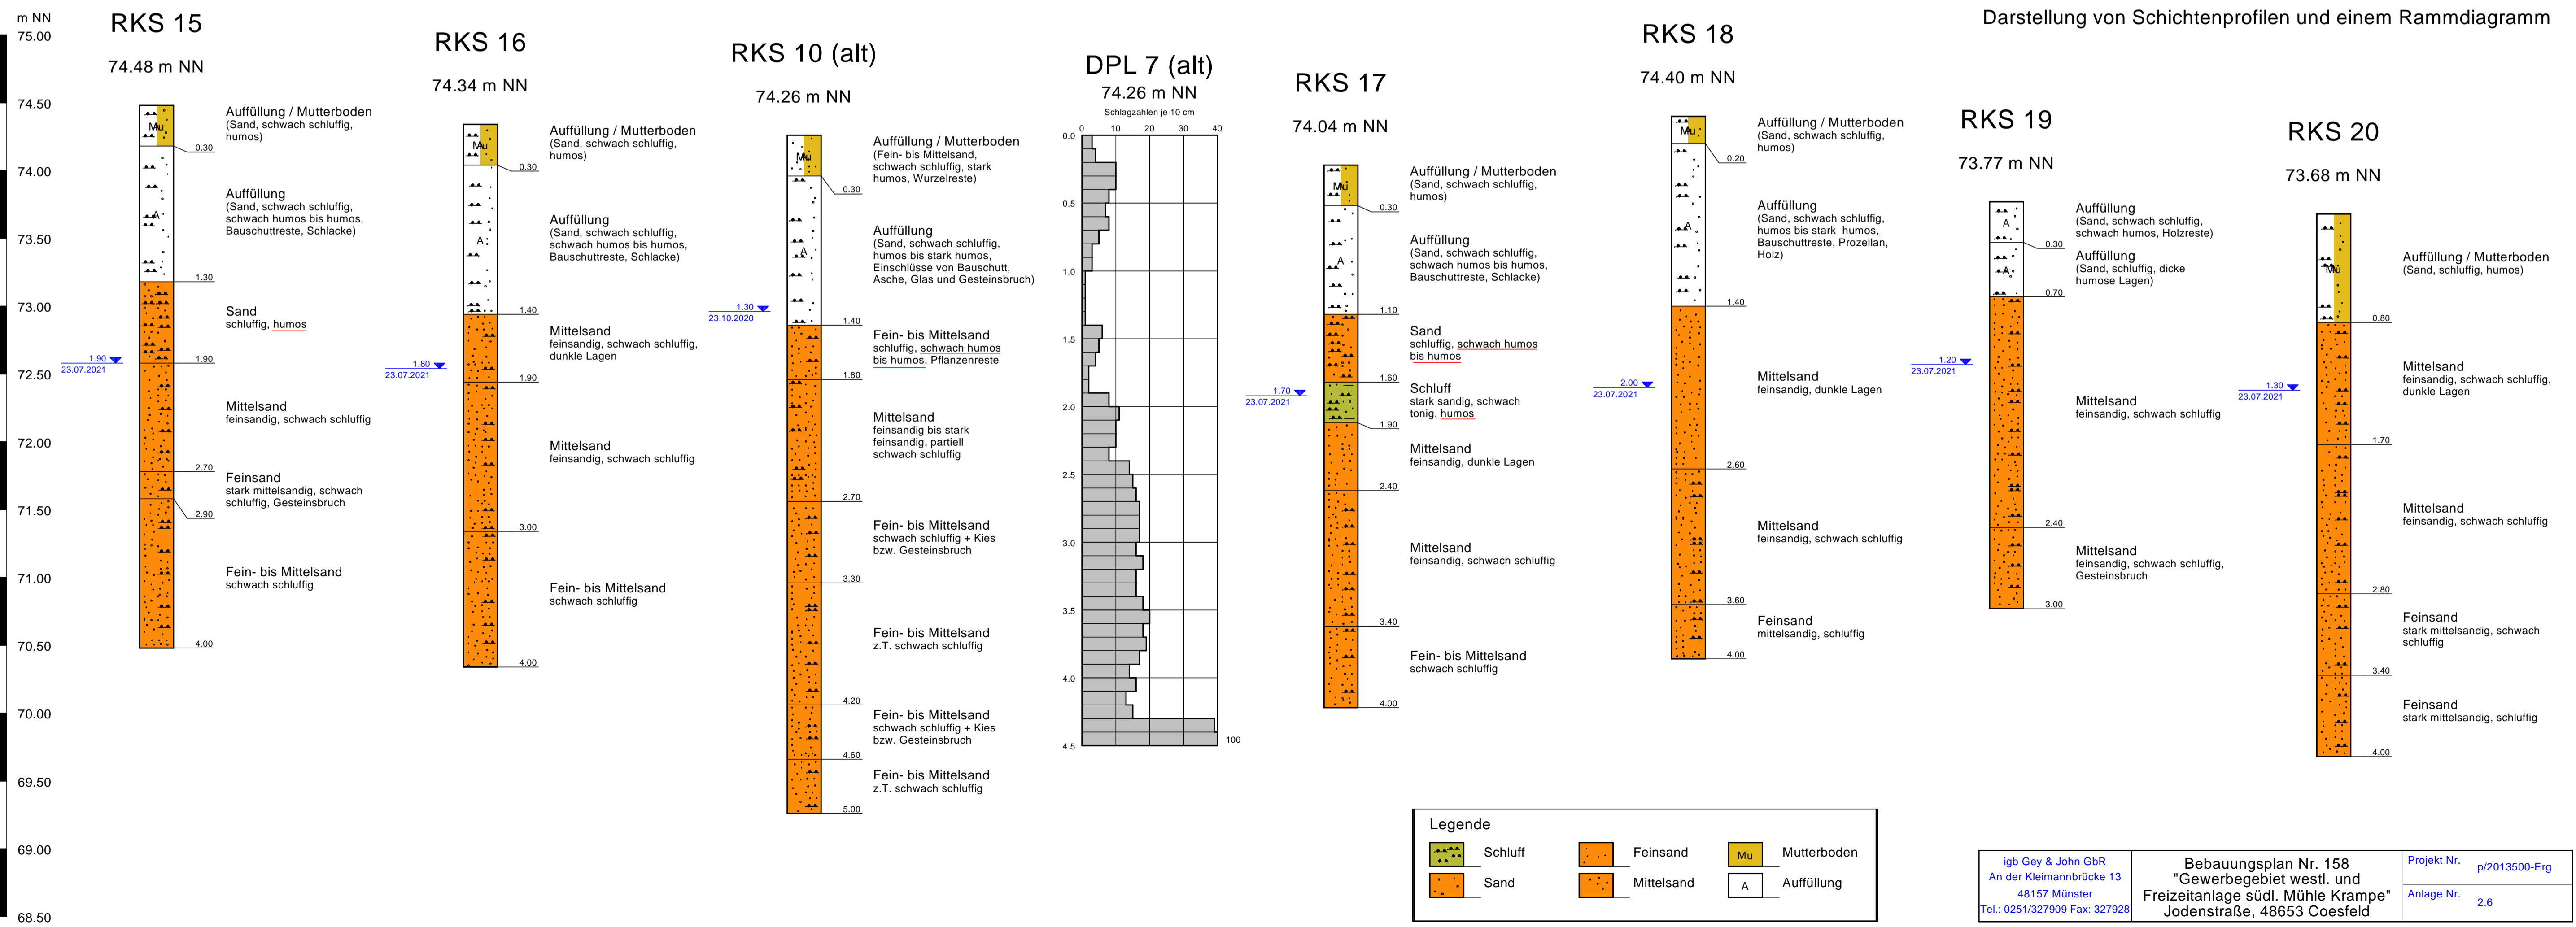 Darstellung von Schichtenprofilen und einem Rammdiagramm
m NN
75.00
74.50
74.00
73.50
73.00
72.50
72.00
71.50
71.00
70.50
70.00
69.50
69.00
68.50
RKS 15
74.48 m NN
Mu
Auffüllung / Mutterboden
(Sand, schwach schluffig,
humos)
0.30
A
Auffüllung
(Sand, schwach schluffig,
schwach humos bis humos,
Bauschuttreste, Schlacke)
1.30
Sand
schluffig, humos
1.90
1.90
23.07.2021
Mittelsand
feinsandig, schwach schluffig
2.70
Feinsand
stark mittelsandig, schwach
schluffig, Gesteinsbruch
2.90
Fein- bis Mittelsand
schwach schluffig
4.00
RKS 16
74.34 m NN
Mu
Auffüllung / Mutterboden
(Sand, schwach schluffig,
humos)
0.30
A
Auffüllung
(Sand, schwach schluffig,
schwach humos bis humos,
Bauschuttreste, Schlacke)
1.40
Mittelsand
feinsandig, schwach schluffig,
dunkle Lagen
1.80
23.07.2021
1.90
Mittelsand
feinsandig, schwach schluffig
3.00
Fein- bis Mittelsand
schwach schluffig
4.00
RKS 10 (alt)
74.26 m NN
Mu
Auffüllung / Mutterboden
(Fein- bis Mittelsand,
schwach schluffig, stark
humos, Wurzelreste)
0.30
A
Auffüllung
(Sand, schwach schluffig,
humos bis stark humos,
Einschlüsse von Bauschutt,
Asche, Glas und Gesteinsbruch)
1.30
23.10.2020
1.40
Fein- bis Mittelsand
schluffig, schwach humos
bis humos, Pflanzenreste
1.80
Mittelsand
feinsandig bis stark
feinsandig, partiell
schwach schluffig
2.70
Fein- bis Mittelsand
schwach schluffig + Kies
bzw. Gesteinsbruch
3.30
Fein- bis Mittelsand
z.T. schwach schluffig
4.20
Fein- bis Mittelsand
schwach schluffig + Kies
bzw. Gesteinsbruch
4.60
Fein- bis Mittelsand
z.T. schwach schluffig
5.00
DPL 7 (alt)
74.26 m NN
Schlagzahlen je 10 cm
0 10 20 30 40
0.0
0.5
1.0
1.5
2.0
2.5
3.0
3.5
4.0
4.5
100
RKS 17
74.04 m NN
Mu
Auffüllung / Mutterboden
(Sand, schwach schluffig,
humos)
0.30
A
Auffüllung
(Sand, schwach schluffig,
schwach humos bis humos,
Bauschuttreste, Schlacke)
1.10
Sand
schluffig, schwach humos
bis humos
1.60
1.70
23.07.2021
Schluff
stark sandig, schwach
tonig, humos
1.90
Mittelsand
feinsandig, dunkle Lagen
2.40
Mittelsand
feinsandig, schwach schluffig
3.40
Fein- bis Mittelsand
schwach schluffig
4.00
RKS 18
74.40 m NN
Mu
Auffüllung / Mutterboden
(Sand, schwach schluffig,
humos)
0.20
A
Auffüllung
(Sand, schwach schluffig,
humos bis stark humos,
Bauschuttreste, Prozellan,
Holz)
1.40
Mittelsand
feinsandig, dunkle Lagen
2.00
23.07.2021
2.60
Mittelsand
feinsandig, schwach schluffig
3.60
Feinsand
mittelsandig, schluffig
4.00
RKS 19
73.77 m NN
A
Auffüllung
(Sand, schwach schluffig,
schwach humos, Holzreste)
0.30
A
Auffüllung
(Sand, schluffig, dicke
humose Lagen)
0.70
1.20
23.07.2021
Mittelsand
feinsandig, schwach schluffig
2.40
Mittelsand
feinsandig, schwach schluffig,
Gesteinsbruch
3.00
RKS 20
73.68 m NN
Mu
Auffüllung / Mutterboden
(Sand, schluffig, humos)
0.80
Mittelsand
feinsandig, schwach schluffig,
dunkle Lagen
1.30
23.07.2021
1.70
Mittelsand
feinsandig, schwach schluffig
2.80
Feinsand
stark mittelsandig, schwach
schluffig
3.40
Feinsand
stark mittelsandig, schluffig
4.00
Legende
Schluff
Feinsand
Mu
Mutterboden
Sand
Mittelsand
A
Auffüllung
igb Gey & John GbR
An der Kleimannbrücke 13
48157 Münster
Tel.: 0251/327909 Fax: 327928
Bebauungsplan Nr. 158
"Gewerbegebiet westl. und
Freizeitanlage südl. Mühle Krampe"
Jodenstraße, 48653 Coesfeld
Projekt Nr. p/2013500-Erg
Anlage Nr. 2.6